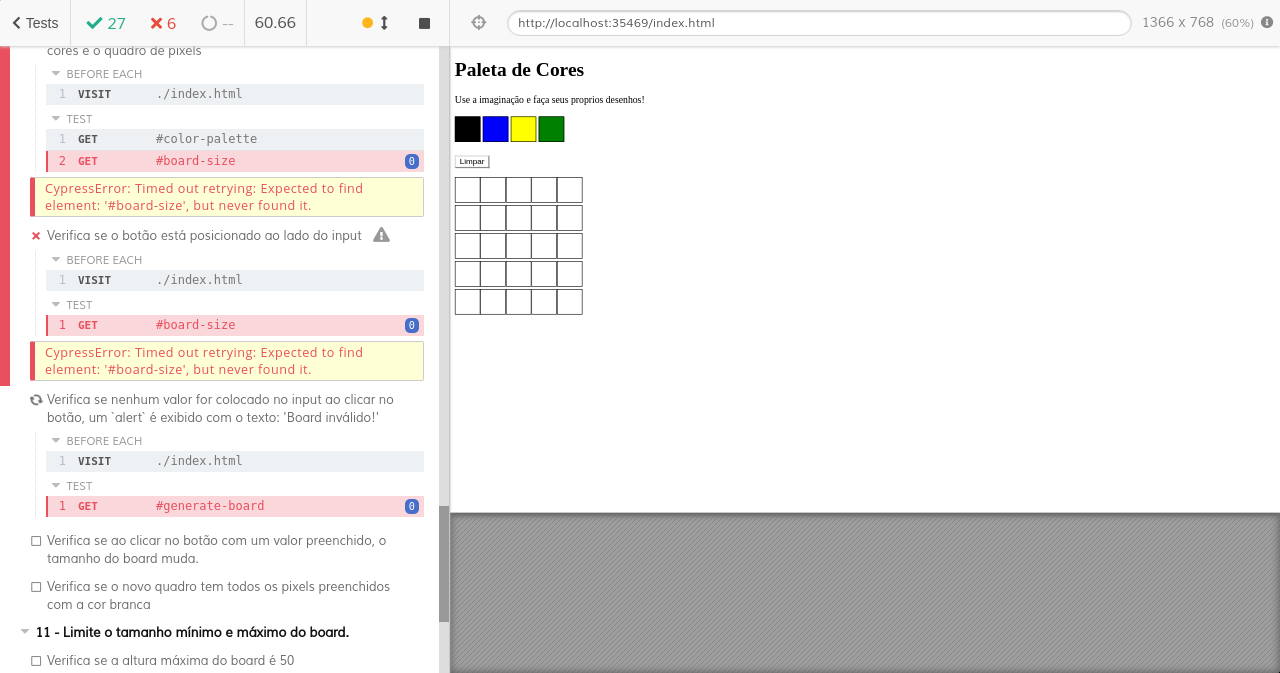 Tests 27 6 -- 60.66
http://localhost:35469/index.html 1366 x 768 (60%)
cores e o quadro de pixels
BEFORE EACH
1 VISIT ./index.html
TEST
1 GET #color-palette
2 GET #board-size 0
CypressError: Timed out retrying: Expected to find
element: '#board-size', but never found it.
Verifica se o botão está posicionado ao lado do input
BEFORE EACH
1 VISIT ./index.html
TEST
1 GET #board-size 0
CypressError: Timed out retrying: Expected to find
element: '#board-size', but never found it.
Verifica se nenhum valor for colocado no input ao clicar no
botão, um `alert` é exibido com o texto: 'Board inválido!'
BEFORE EACH
1 VISIT ./index.html
TEST
1 GET #generate-board 0
Verifica se ao clicar no botão com um valor preenchido, o
tamanho do board muda.
Verifica se o novo quadro tem todos os pixels preenchidos
com a cor branca
11 - Limite o tamanho mínimo e máximo do board.
Verifica se a altura máxima do board é 50
Paleta de Cores
Use a imaginação e faça seus proprios desenhos!
Limpar